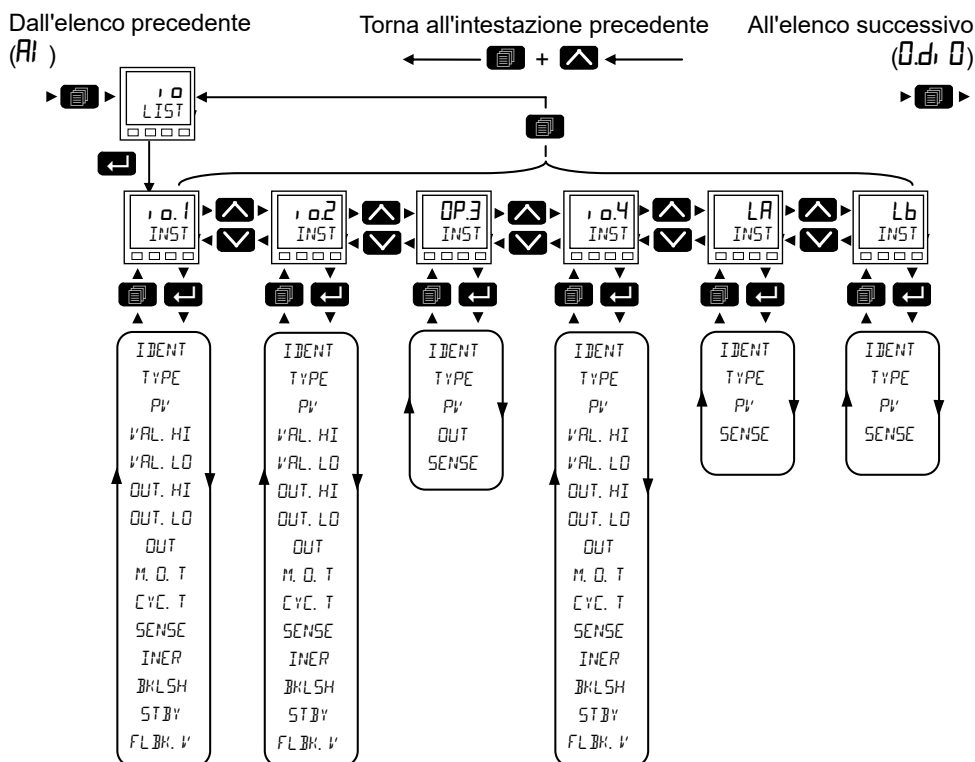 Dall'elenco precedente
(AI )
Torna all'intestazione precedente
+
All'elenco successivo
(O.di O)
io
LIST
io.1
INST
io.2
INST
OP.3
INST
io.4
INST
LA
INST
Lb
INST
IDENT
TYPE
PV
VAL. HI
VAL. LO
OUT. HI
OUT. LO
OUT
M. O. T
CYC. T
SENSE
INER
BKLSH
STBY
FLBK. V
IDENT
TYPE
PV
VAL. HI
VAL. LO
OUT. HI
OUT. LO
OUT
M. O. T
CYC. T
SENSE
INER
BKLSH
STBY
FLBK. V
IDENT
TYPE
PV
OUT
SENSE
IDENT
TYPE
PV
VAL. HI
VAL. LO
OUT. HI
OUT. LO
OUT
M. O. T
CYC. T
SENSE
INER
BKLSH
STBY
FLBK. V
IDENT
TYPE
PV
SENSE
IDENT
TYPE
PV
SENSE